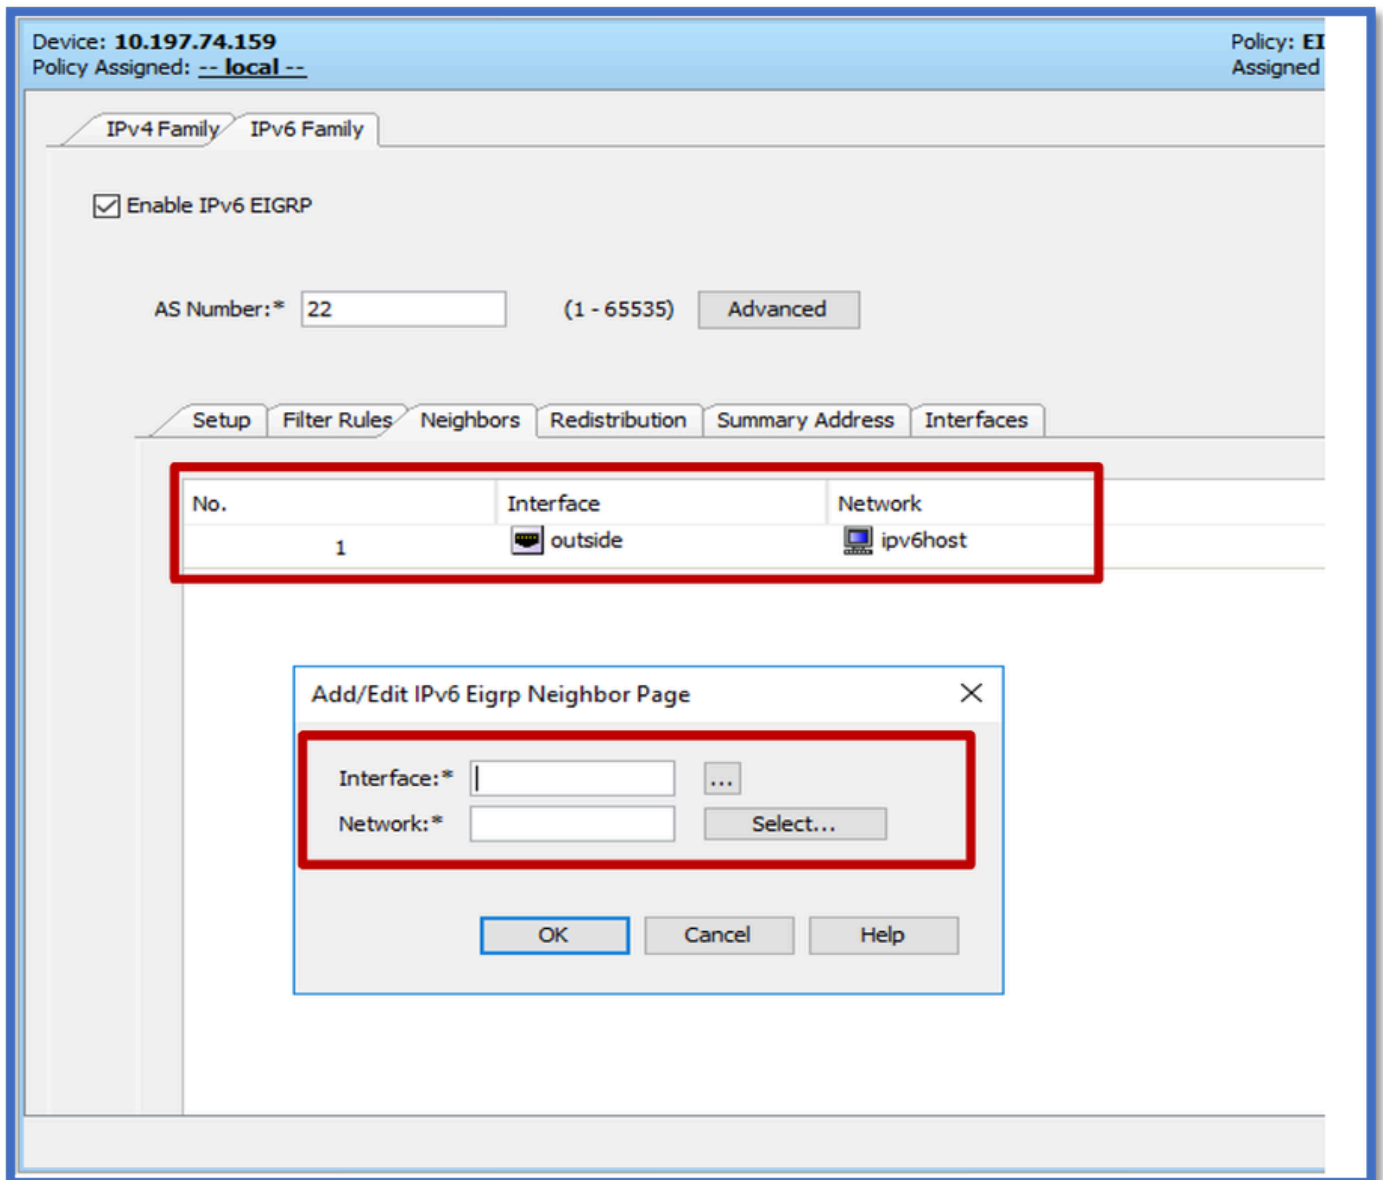 Device: 10.197.74.159 Policy: EI
Policy Assigned: -- local -- Assigned
IPv4 Family IPv6 Family
Enable IPv6 EIGRP
AS Number:* 22 (1 - 65535) Advanced
Setup Filter Rules Neighbors Redistribution Summary Address Interfaces
No. Interface Network
1 outside ipv6host
Add/Edit IPv6 Eigrp Neighbor Page
Interface:* ...
Network:* Select...
OK Cancel Help